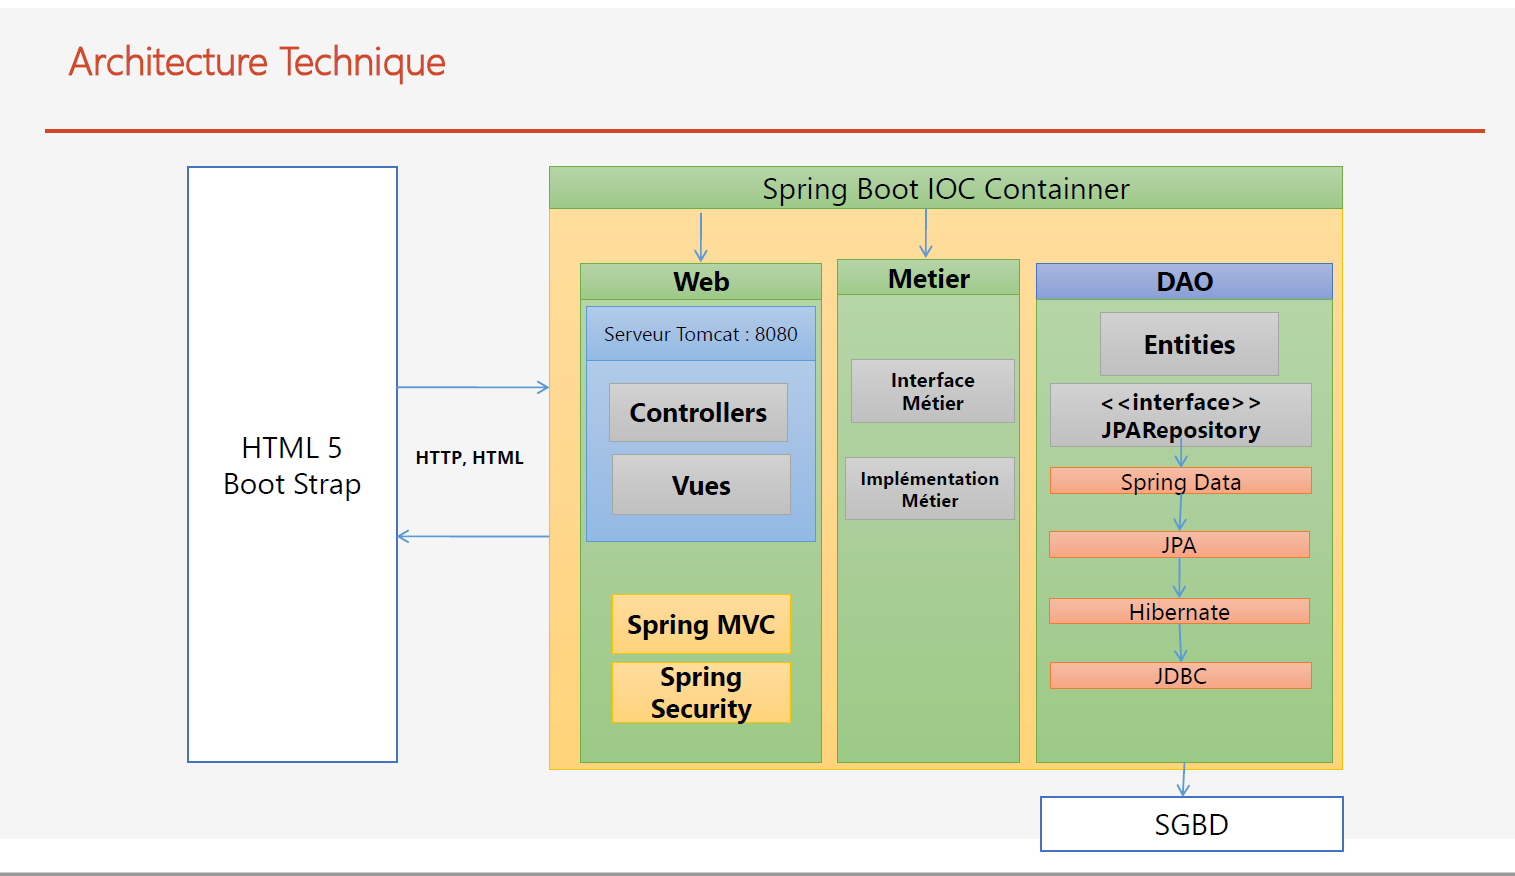 Architecture Technique
Spring Boot IOC Containner
Web
Metier
DAO
Serveur Tomcat : 8080
Controllers
Vues
Spring MVC
Spring
Security
Interface
Métier
Implémentation
Métier
Entities
<<interface>>
JPARepository
Spring Data
JPA
Hibernate
JDBC
HTML 5
Boot Strap
HTTP, HTML
SGBD